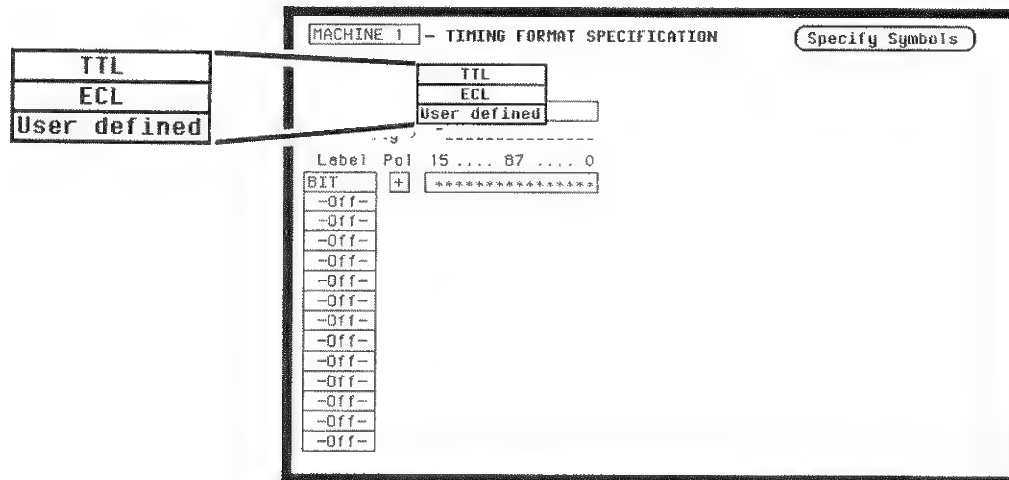 MACHINE 1 – TIMING FORMAT SPECIFICATION Specify Symbols
TTL
ECL
User defined
TTL
ECL
User defined
Label Pol 15 .... 87 .... 0
BIT + ****************
-Off-
-Off-
-Off-
-Off-
-Off-
-Off-
-Off-
-Off-
-Off-
-Off-
-Off-
-Off-
-Off-